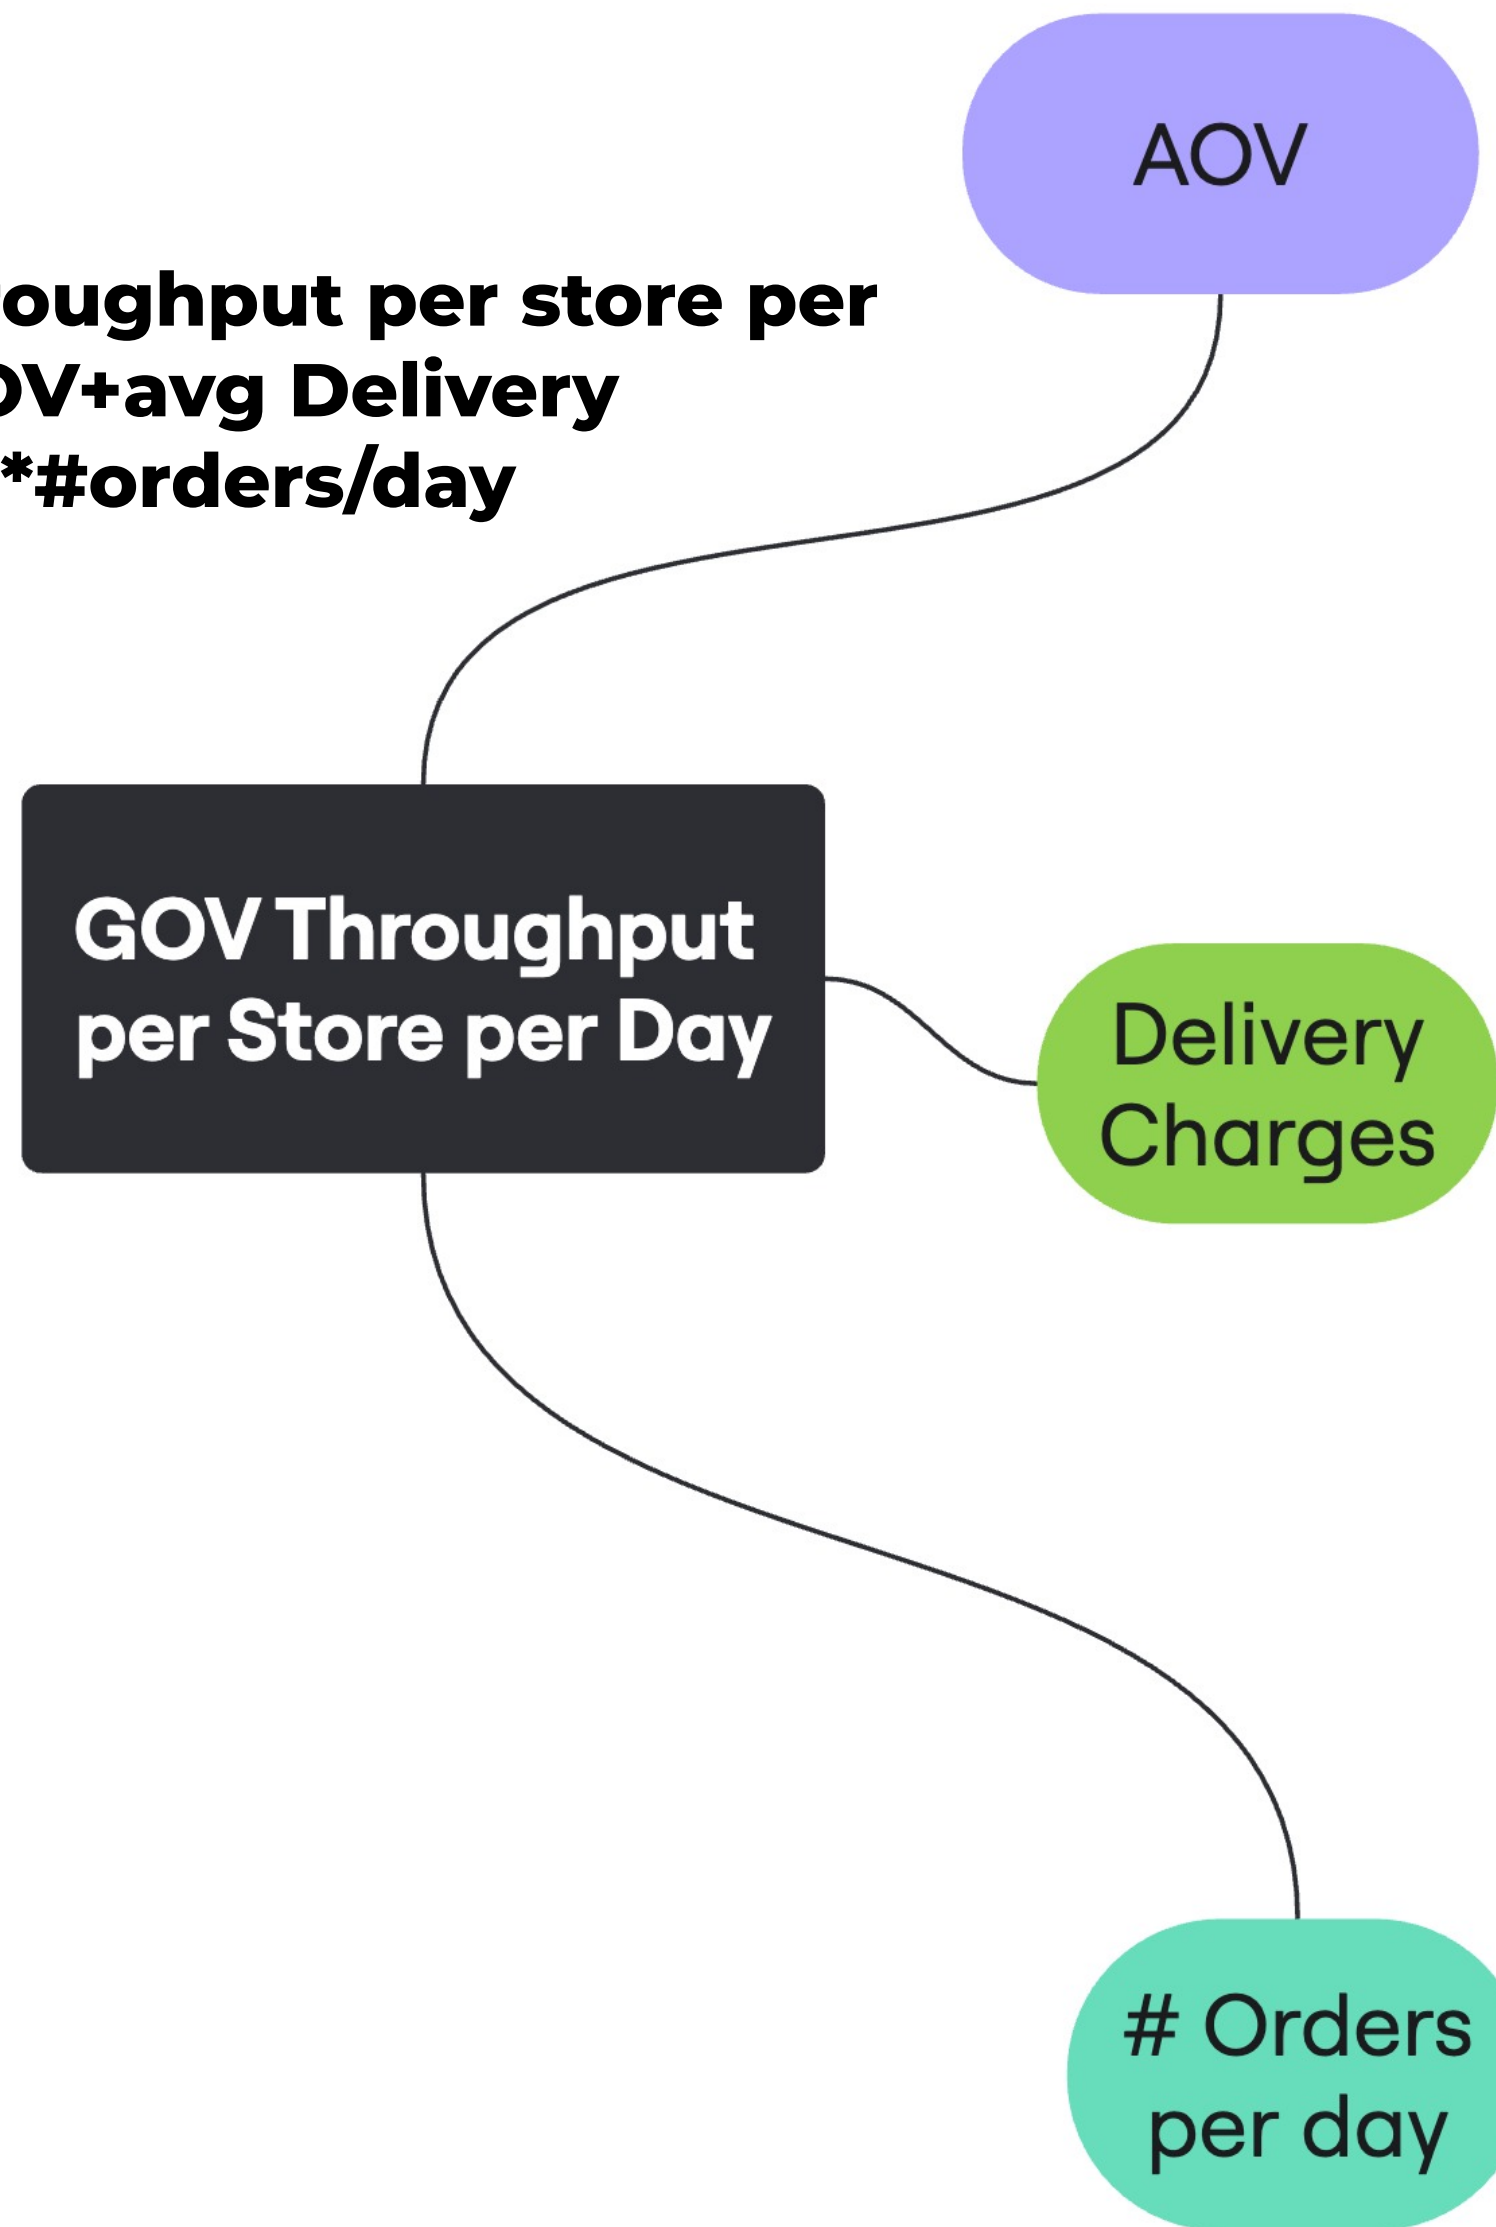 AOV
oughput per store per
OV+avg Delivery
*#orders/day
GOV Throughput
per Store per Day
Delivery
Charges
# Orders
per day